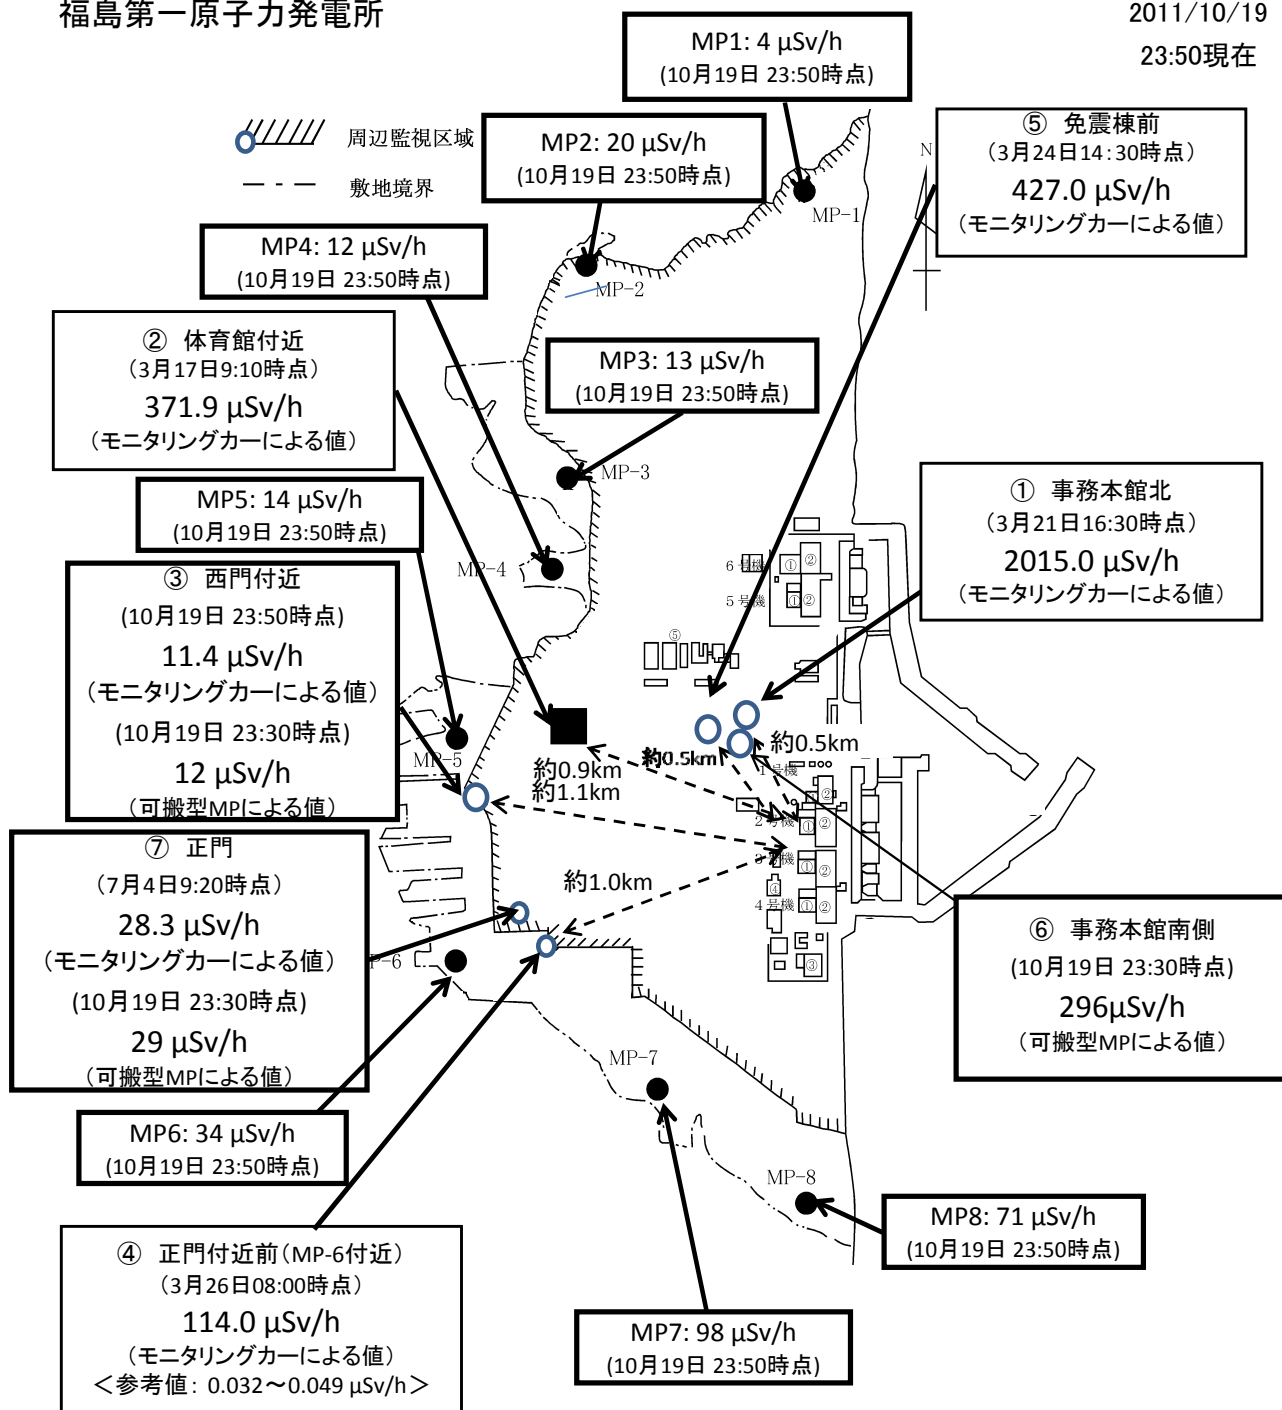 福島第一原子力発電所
2011/10/19
23:50現在
MP1: 4 μSv/h
(10月19日 23:50時点)
周辺監視区域
敷地境界
MP2: 20 μSv/h
(10月19日 23:50時点)
⑤ 免震棟前
(3月24日14:30時点)
427.0 μSv/h
(モニタリングカーによる値)
N
MP-1
MP4: 12 μSv/h
(10月19日 23:50時点)
MP-2
② 体育館付近
(3月17日9:10時点)
371.9 μSv/h
(モニタリングカーによる値)
MP3: 13 μSv/h
(10月19日 23:50時点)
MP-3
① 事務本館北
(3月21日16:30時点)
2015.0 μSv/h
(モニタリングカーによる値)
MP5: 14 μSv/h
(10月19日 23:50時点)
MP-4
6号機
①
②
5号機
①
②
③ 西門付近
(10月19日 23:50時点)
11.4 μSv/h
(モニタリングカーによる値)
(10月19日 23:30時点)
12 μSv/h
(可搬型MPによる値)
⑤
MP-5
約0.9km
約1.1km
約0.5km
約0.5km
1号機
②
2号機
①
②
3号機
①
②
④
4号機
①
②
③
約1.0km
⑦ 正門
(7月4日9:20時点)
28.3 μSv/h
(モニタリングカーによる値)
(10月19日 23:30時点)
29 μSv/h
(可搬型MPによる値)
P-6
⑥ 事務本館南側
(10月19日 23:30時点)
296μSv/h
(可搬型MPによる値)
MP-7
MP6: 34 μSv/h
(10月19日 23:50時点)
MP-8
MP8: 71 μSv/h
(10月19日 23:50時点)
④ 正門付近前(MP-6付近)
(3月26日08:00時点)
114.0 μSv/h
(モニタリングカーによる値)
<参考値: 0.032～0.049 μSv/h>
MP7: 98 μSv/h
(10月19日 23:50時点)